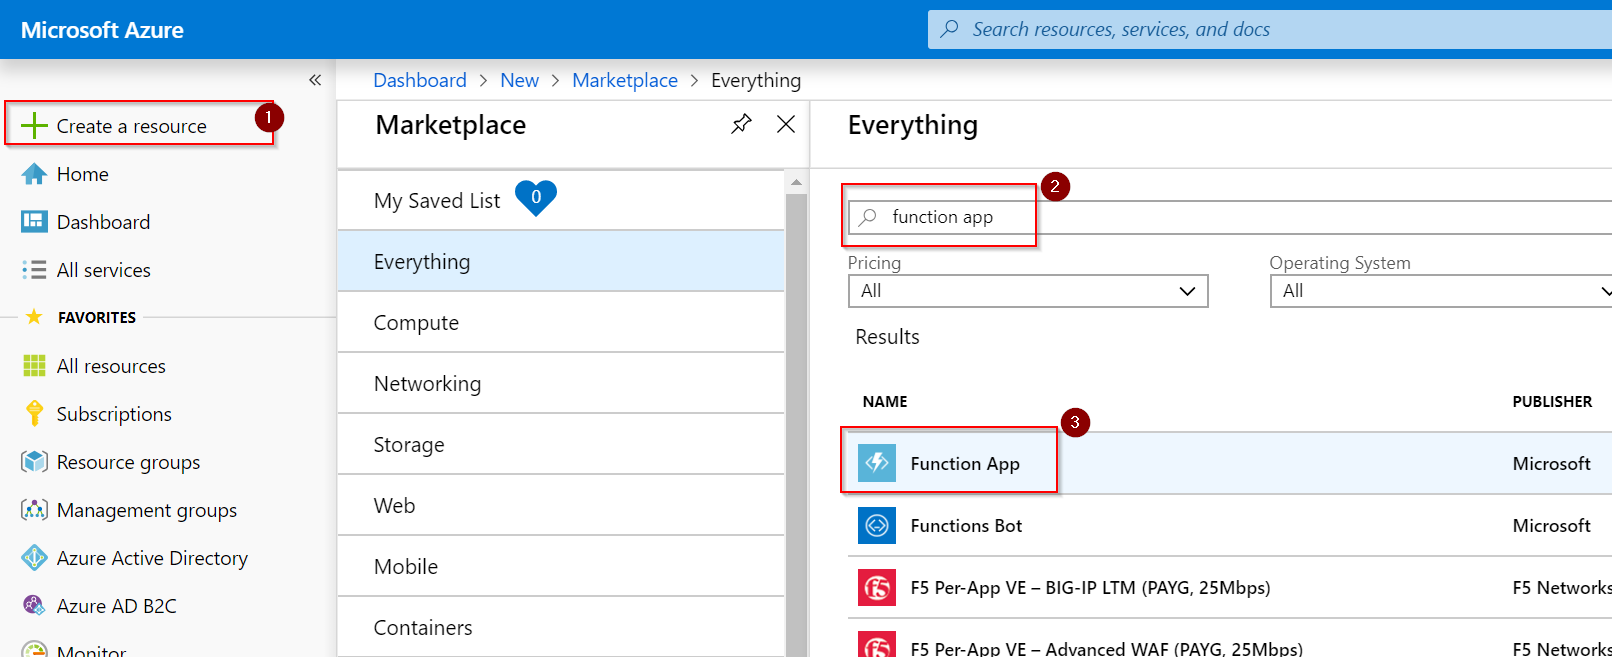 Microsoft Azure
Search resources, services, and docs
«
Dashboard > New > Marketplace > Everything
Create a resource
1
Home
Dashboard
All services
FAVORITES
All resources
Subscriptions
Resource groups
Management groups
Azure Active Directory
Azure AD B2C
Monitor
Marketplace
My Saved List 0
Everything
Compute
Networking
Storage
Web
Mobile
Containers
Everything
2
function app
Pricing
Operating System
All
All
Results
NAME PUBLISHER
3
Function App Microsoft
Functions Bot Microsoft
F5 Per-App VE – BIG-IP LTM (PAYG, 25Mbps) F5 Networks
F5 Per-App VE – Advanced WAF (PAYG, 25Mbps) F5 Networks